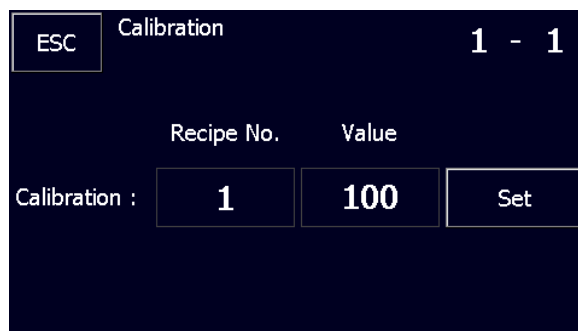 ESC Calibration 1 - 1
Recipe No. Value
Calibration : 1 100 Set